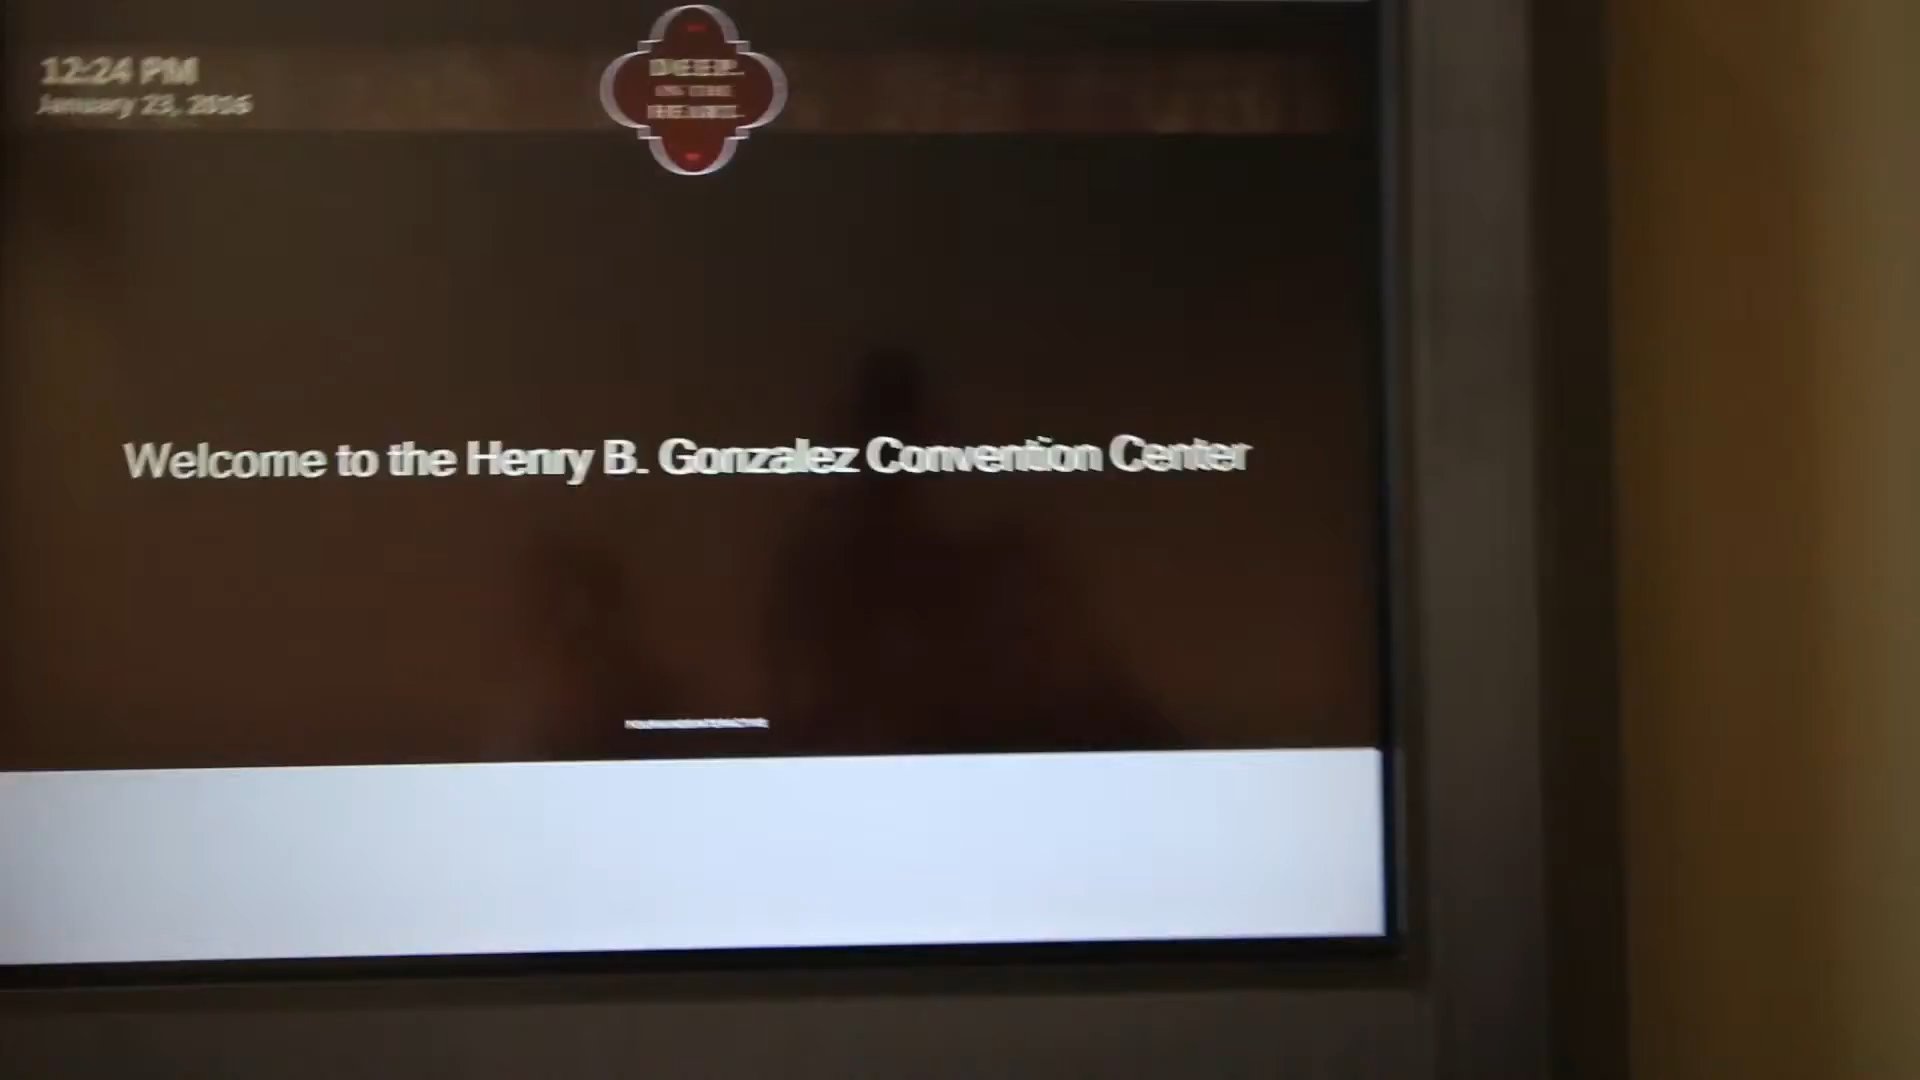 12:24 PM
January 23, 2016
DEEP.
IN THE
HEART.
Welcome to the Henry B. Gonzalez Convention Center